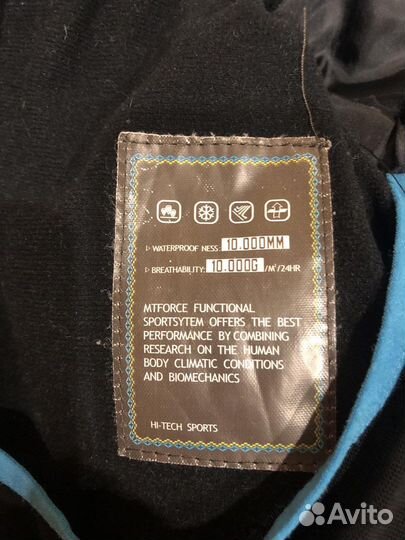 WATERPROOF NESS: 10.000MM
BREATHABILITY: 10.000G /M²/24HR
MTFORCE FUNCTIONAL
SPORTSYTEM OFFERS THE BEST
PERFORMANCE BY COMBINING
RESEARCH ON THE HUMAN
BODY CLIMATIC CONDITIONS
AND BIOMECHANICS
HI-TECH SPORTS
Avito